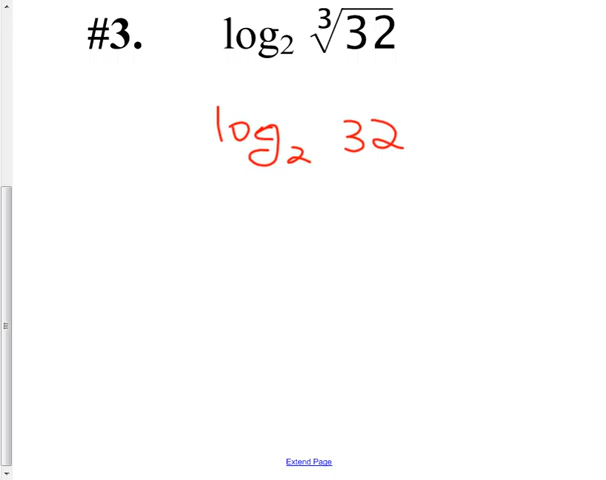 #3. log₂ ∛32
log₂ 32
Extend Page